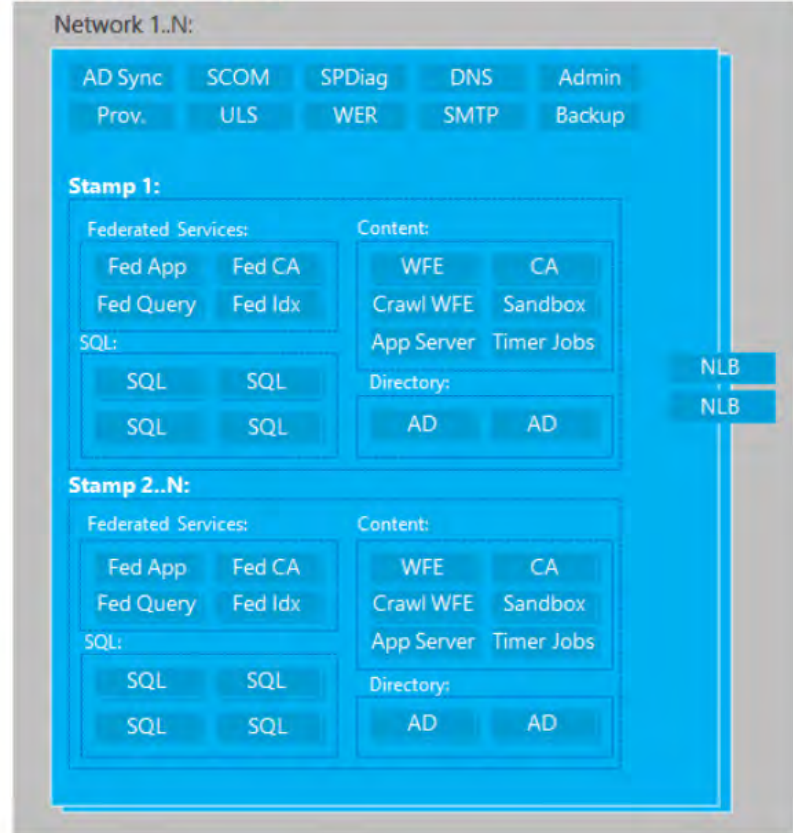 Network 1..N:
AD Sync SCOM SPDiag DNS Admin
Prov. ULS WER SMTP Backup
Stamp 1:
Federated Services:
Fed App Fed CA
Fed Query Fed Idx
SQL:
SQL SQL
SQL SQL
Content:
WFE CA
Crawl WFE Sandbox
App Server Timer Jobs
Directory:
AD AD
Stamp 2..N:
Federated Services:
Fed App Fed CA
Fed Query Fed Idx
SQL:
SQL SQL
SQL SQL
Content:
WFE CA
Crawl WFE Sandbox
App Server Timer Jobs
Directory:
AD AD
NLB
NLB